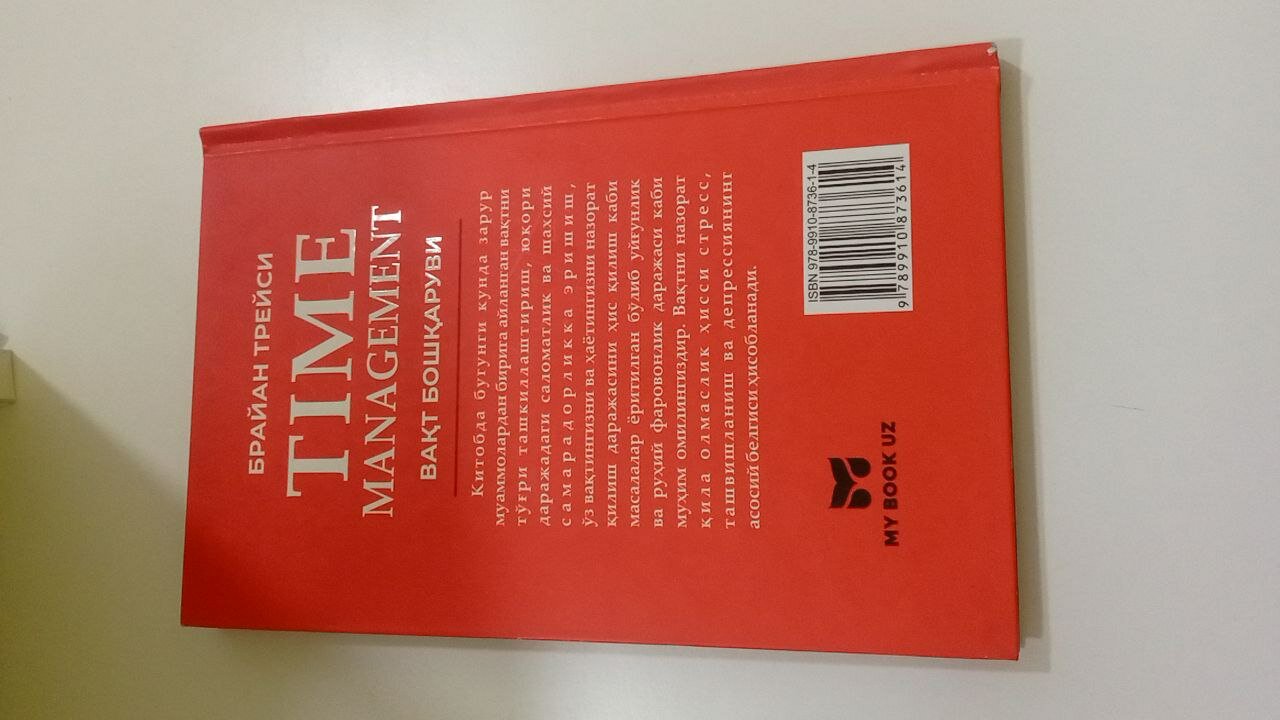 БРАЙАН ТРЕЙСИ
TIME
MANAGEMENT
ВАҚТ БОШҚАРУВИ
Китобда бугунги кунда зарур
муаммолардан бирига айланган вақтни
тўғри ташкиллаштириш, юқори
даражадаги саломатлик ва шахсий
самарадорликка эришиш,
ўз вақтингизни ва ҳаётингизни назорат
қилиш даражасини ҳис қилиш каби
масалалар ёритилган бўлиб уйғунлик
ва руҳий фаровонлик даражаси каби
муҳим омилингиздир. Вақтни назорат
қила олмаслик ҳисси стресс,
ташвишланиш ва депрессиянинг
асосий белгиси ҳисобланади.
MY BOOK UZ
ISBN 978-9910-8736-1-4
9 789910 873614